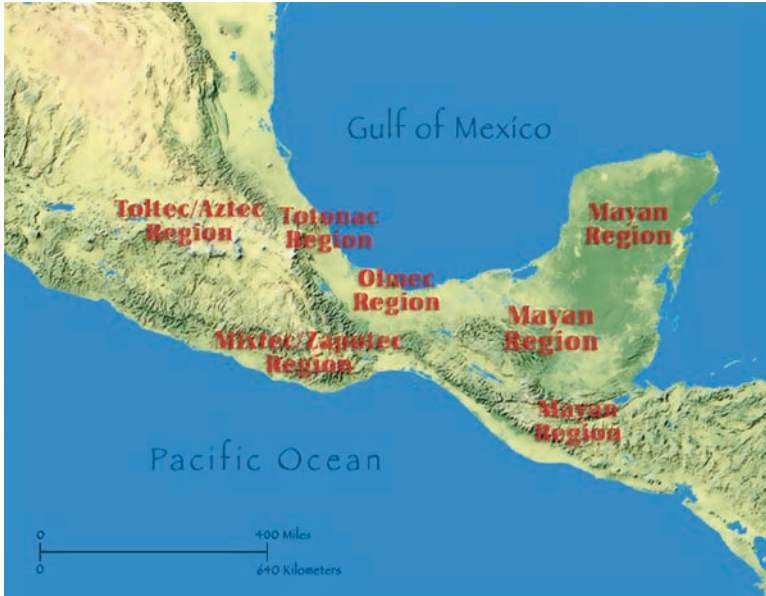 Gulf of Mexico
Toltec/Aztec
Region
Totonac
Region
Mayan
Region
Olmec
Region
Mayan
Region
Mixtec/Zapotec
Region
Mayan
Region
Pacific Ocean
0
400 Miles
0
640 Kilometers